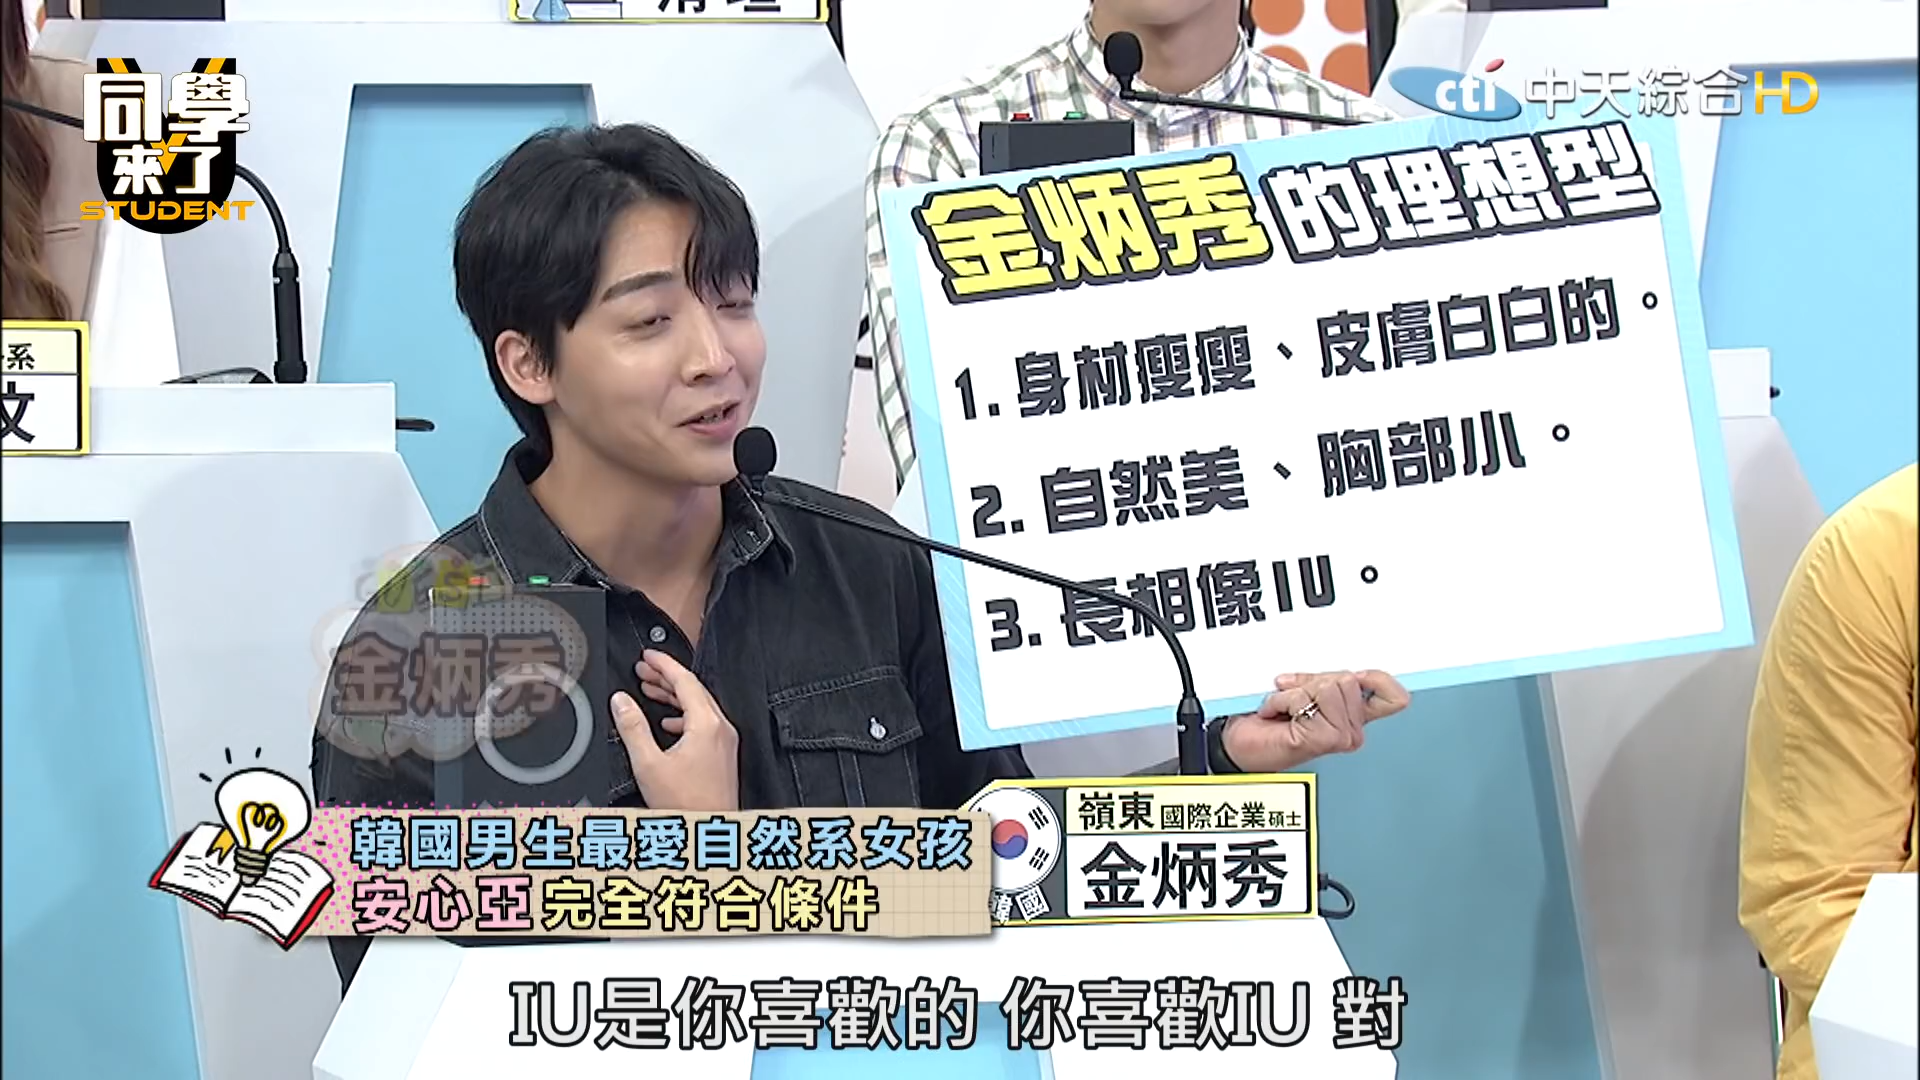 同學
來了
STUDENT
cti 中天綜合HD
金炳秀的理想型
1. 身材瘦瘦、皮膚白白的。
2. 自然美、胸部小。
3. 長相像IU。
系
金炳秀
嶺東 國際企業碩士
金炳秀
韓國
韓國男生最愛自然系女孩
安心亞完全符合條件
IU是你喜歡的 你喜歡IU 對